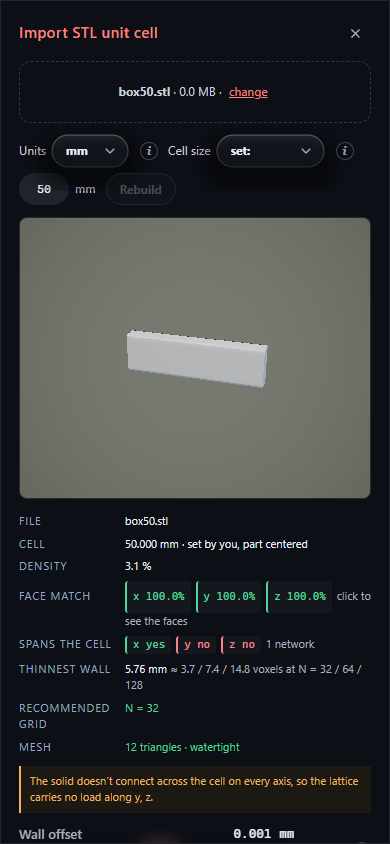 Import STL unit cell ×
box50.stl · 0.0 MB · change
Units mm i Cell size set: i
50 mm Rebuild
FILE box50.stl
CELL 50.000 mm · set by you, part centered
DENSITY 3.1 %
FACE MATCH x 100.0% y 100.0% z 100.0% click to
see the faces
SPANS THE CELL x yes y no z no 1 network
THINNEST WALL 5.76 mm ≈ 3.7 / 7.4 / 14.8 voxels at N = 32 / 64 /
128
RECOMMENDED N = 32
GRID
MESH 12 triangles · watertight
The solid doesn't connect across the cell on every axis, so the lattice
carries no load along y, z.
Wall offset 0.001 mm